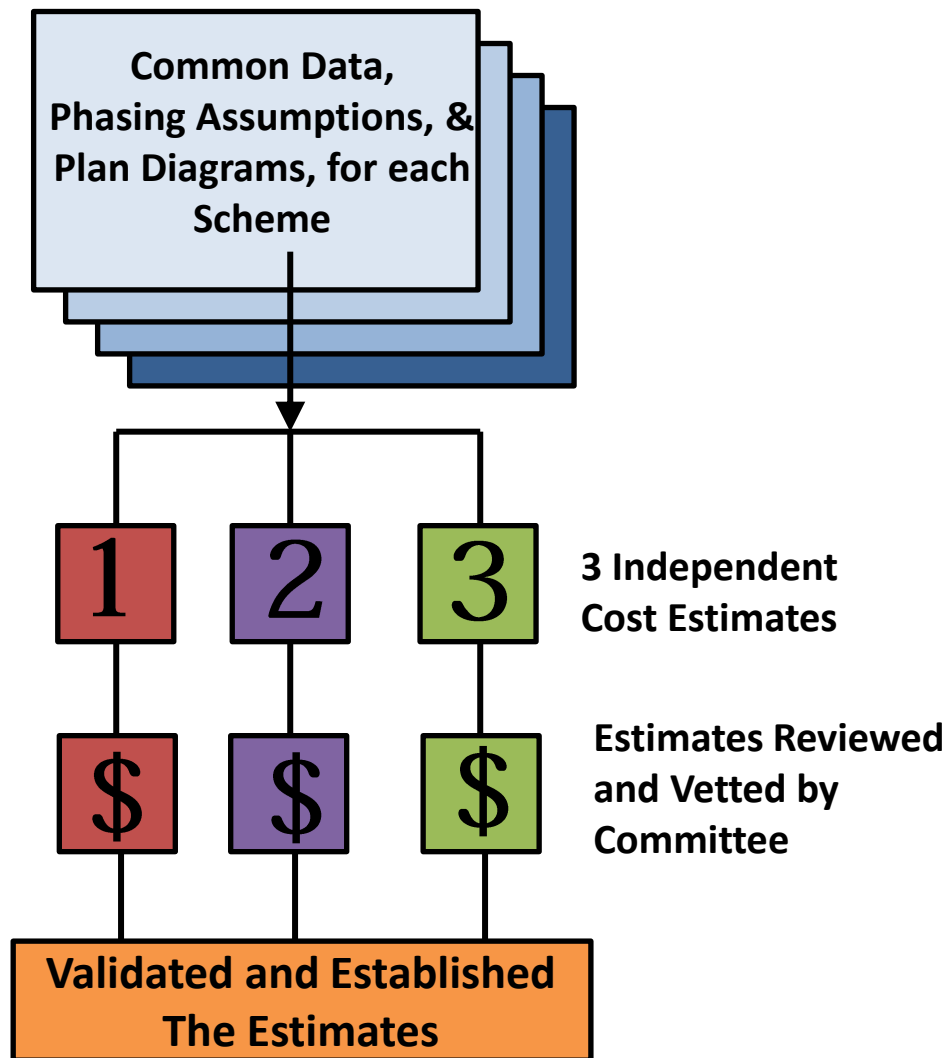 Common Data,
Phasing Assumptions, &
Plan Diagrams, for each
Scheme
1 2 3
3 Independent
Cost Estimates
$ $ $
Estimates Reviewed
and Vetted by
Committee
Validated and Established
The Estimates